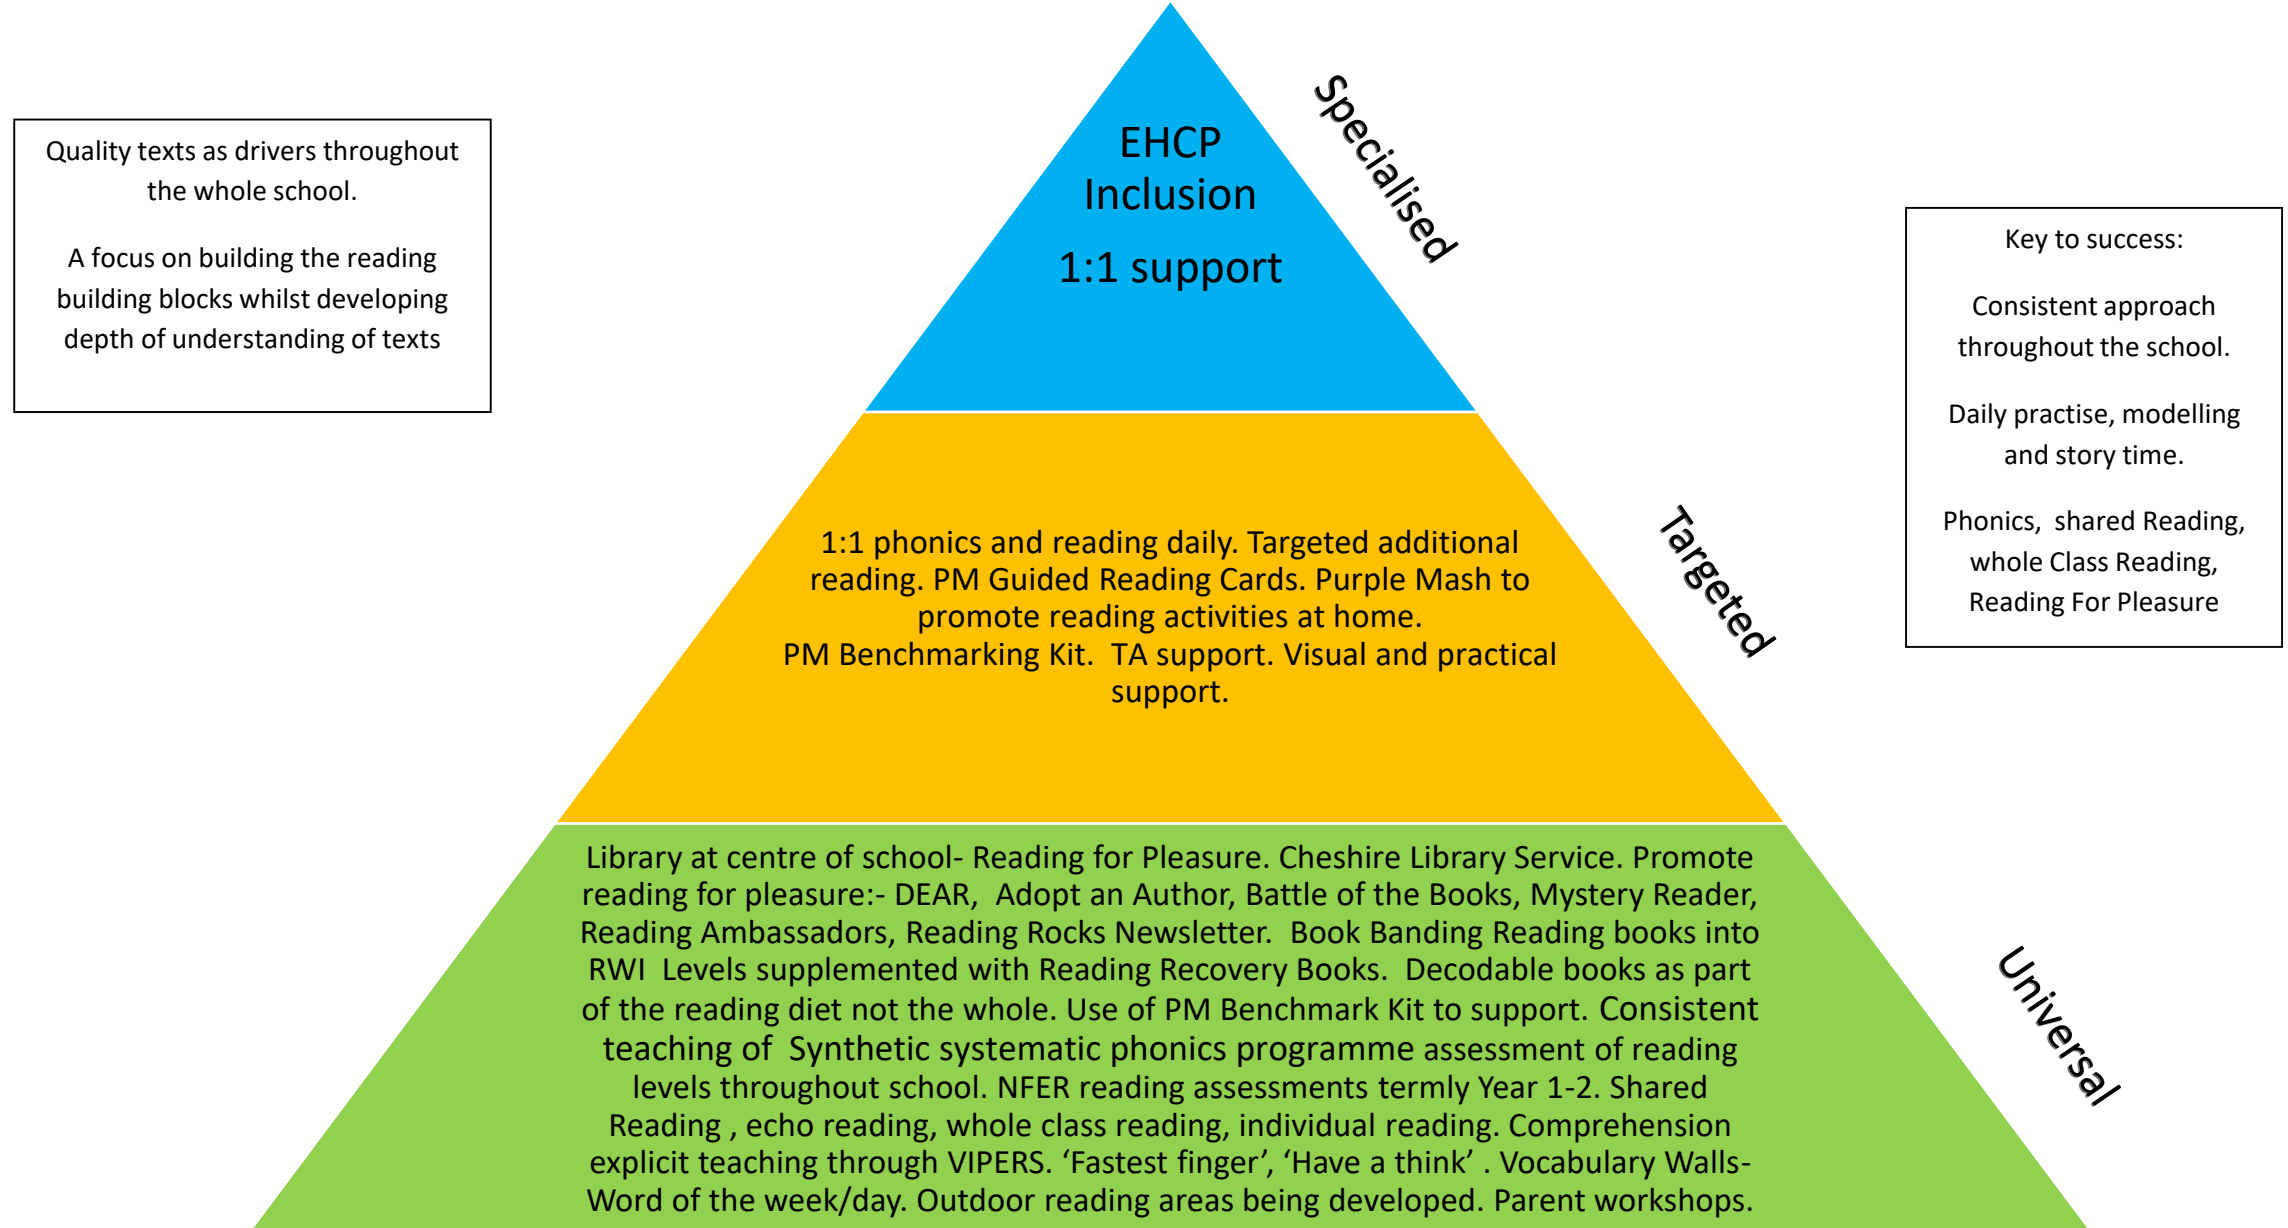 Quality texts as drivers throughout
the whole school.
A focus on building the reading
building blocks whilst developing
depth of understanding of texts
EHCP
Inclusion
1:1 support
Specialised
Key to success:
Consistent approach
throughout the school.
Daily practise, modelling
and story time.
Phonics,  shared Reading,
whole Class Reading,
Reading For Pleasure
1:1 phonics and reading daily. Targeted additional
reading. PM Guided Reading Cards. Purple Mash to
promote reading activities at home.
PM Benchmarking Kit.  TA support. Visual and practical
support.
Targeted
Library at centre of school- Reading for Pleasure. Cheshire Library Service. Promote
reading for pleasure:- DEAR,  Adopt an Author, Battle of the Books, Mystery Reader,
Reading Ambassadors, Reading Rocks Newsletter.  Book Banding Reading books into
RWI  Levels supplemented with Reading Recovery Books.  Decodable books as part
of the reading diet not the whole. Use of PM Benchmark Kit to support. Consistent
teaching of  Synthetic systematic phonics programme assessment of reading
levels throughout school. NFER reading assessments termly Year 1-2. Shared
Reading , echo reading, whole class reading, individual reading. Comprehension
explicit teaching through VIPERS. ‘Fastest finger’, ‘Have a think’ . Vocabulary Walls-
Word of the week/day. Outdoor reading areas being developed. Parent workshops.
Universal